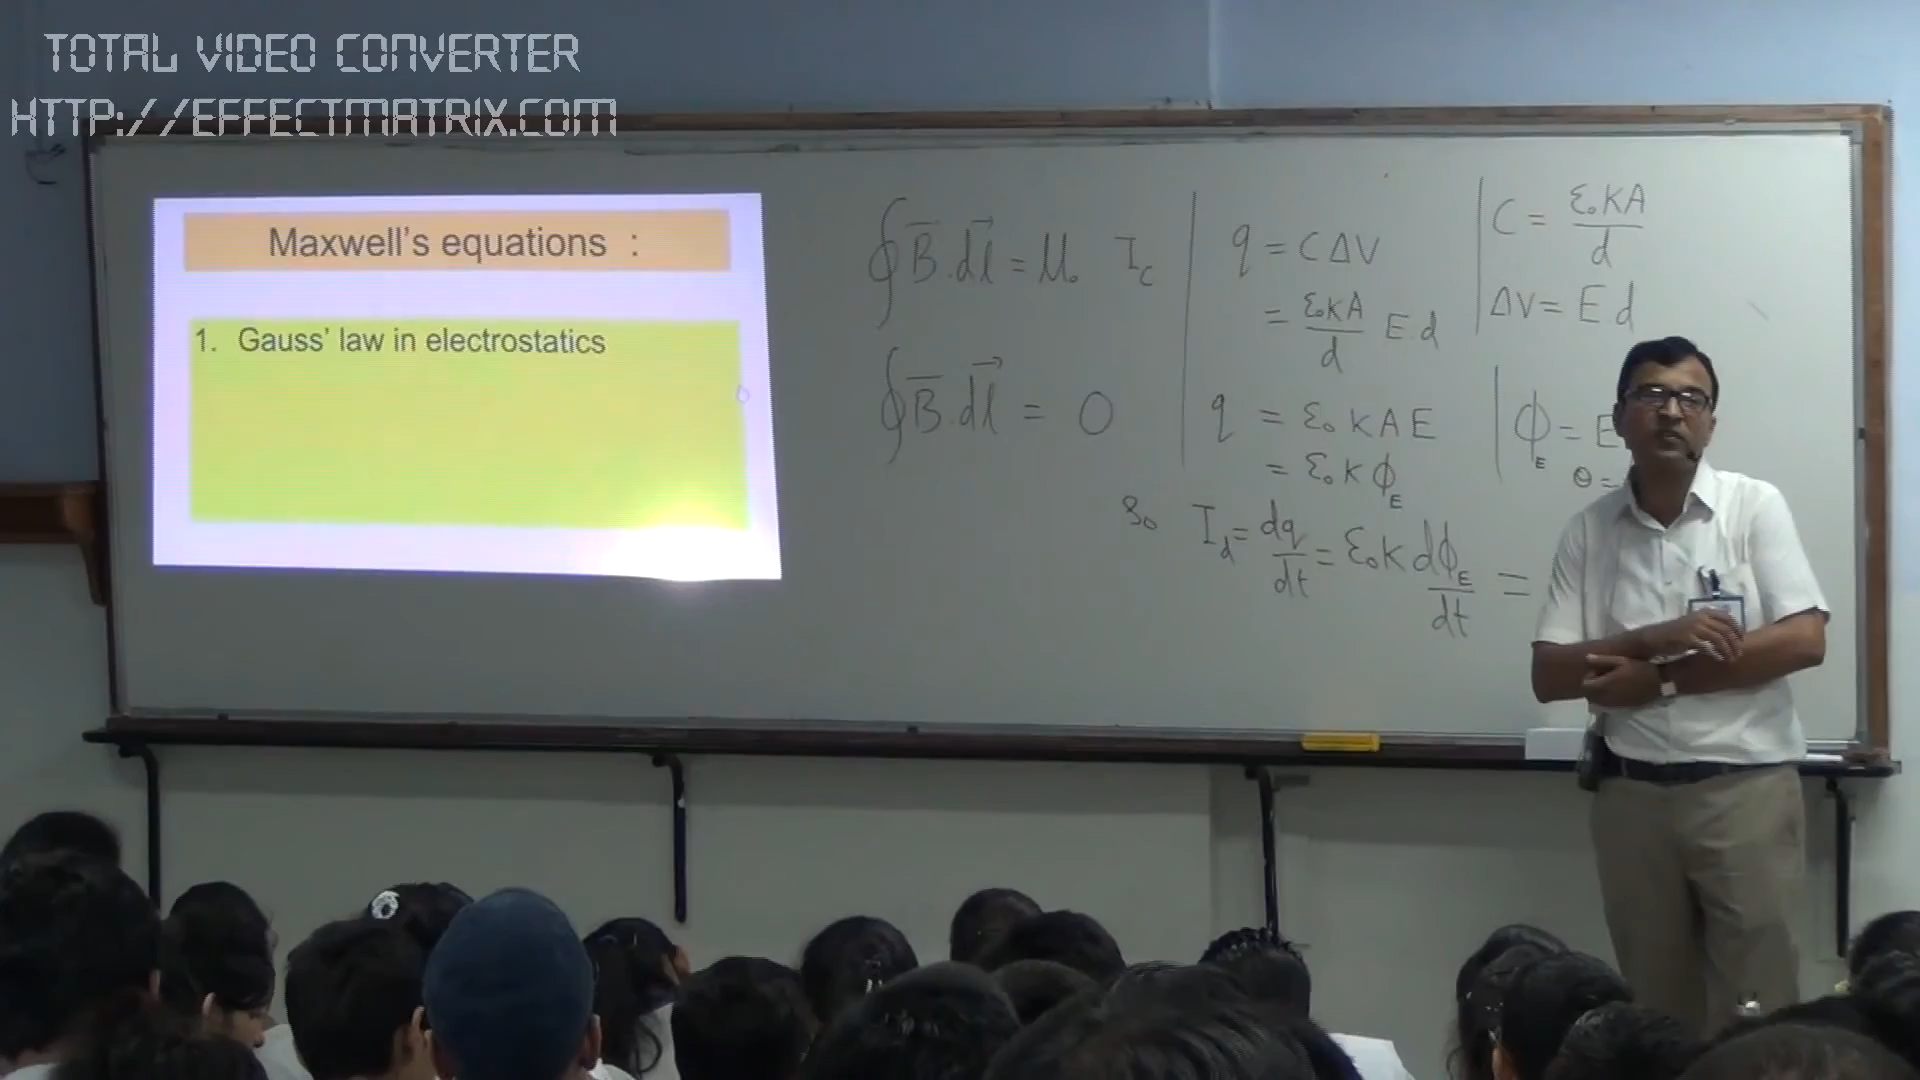 TOTAL VIDEO CONVERTER
HTTP://EFFECTMATRIX.COM
Maxwell's equations :
1. Gauss' law in electrostatics
∮B̅.dl⃗ = μ₀ I_C
∮B̅.dl⃗ = 0
q = CΔV
= ε₀KA/d E.d
q = ε₀KAE
= ε₀Kϕ_E
So I_d = dq/dt = ε₀K dϕ_E/dt =
C = ε₀KA/d
ΔV = Ed
ϕ_E = E
θ =